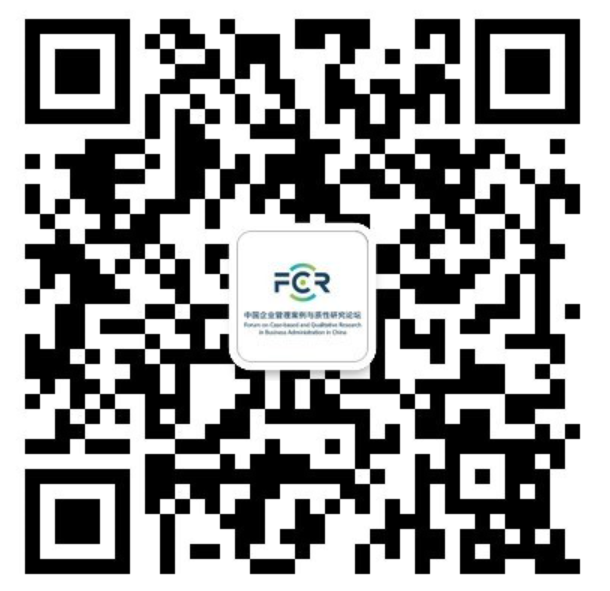 FCR
中国企业管理案例与质性研究论坛
Forum on Case-based and Qualitative Research
in Business Administration in China